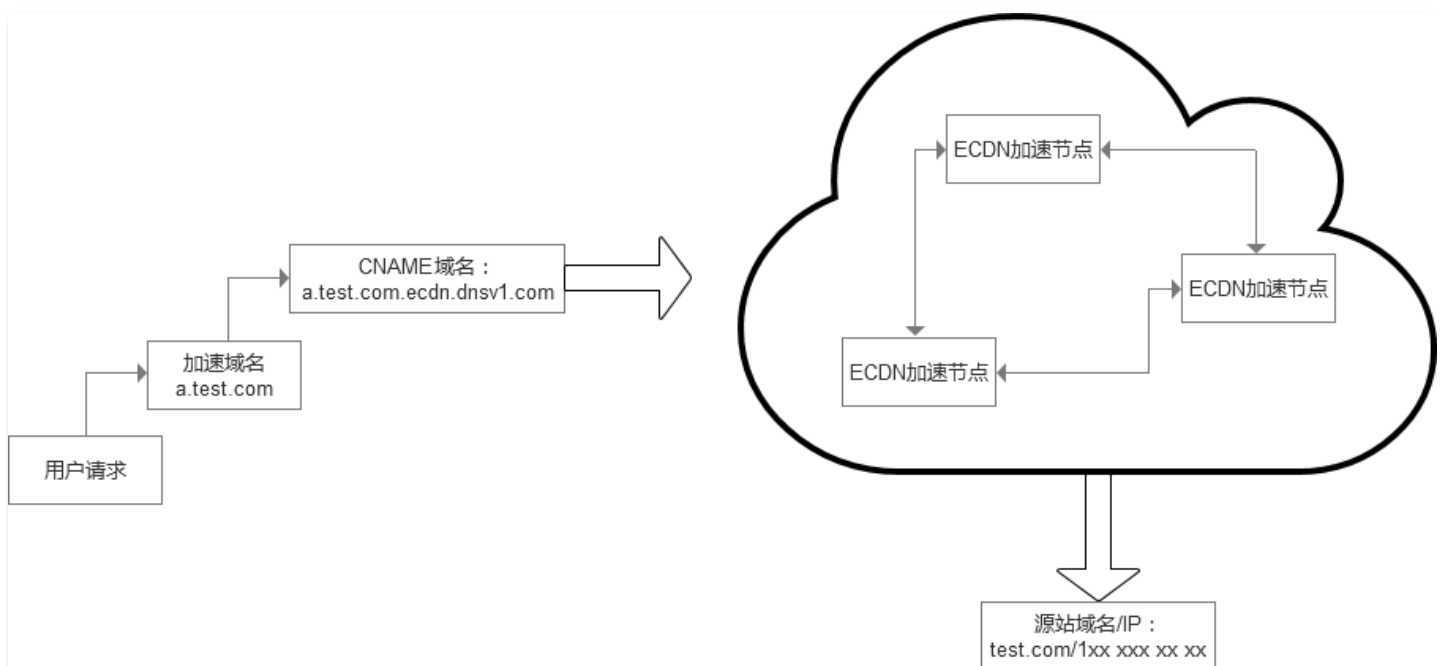 ECDN加速节点
CNAME域名：
a.test.com.ecdn.dnsv1.com
ECDN加速节点
加速域名
a.test.com
ECDN加速节点
用户请求
源站域名/IP：
test.com/1xx xxx xx xx